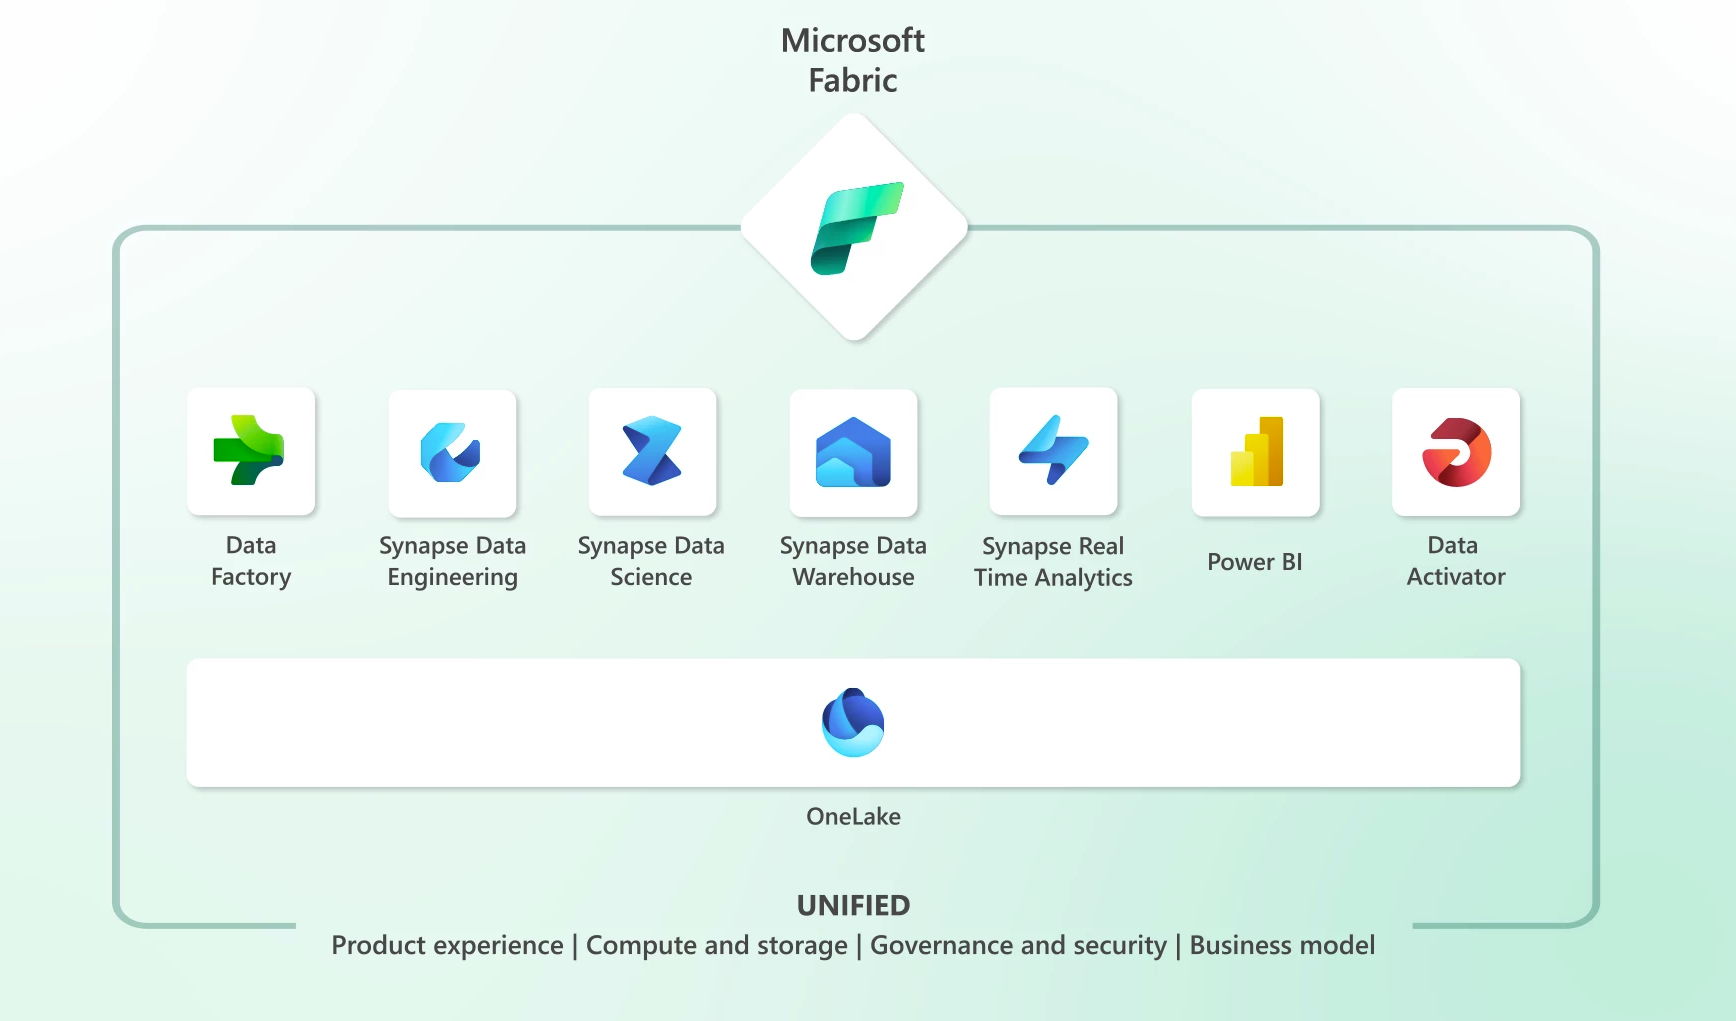 Microsoft
Fabric
Data
Factory
Synapse Data
Engineering
Synapse Data
Science
Synapse Data
Warehouse
Synapse Real
Time Analytics
Power BI
Data
Activator
OneLake
UNIFIED
Product experience | Compute and storage | Governance and security | Business model